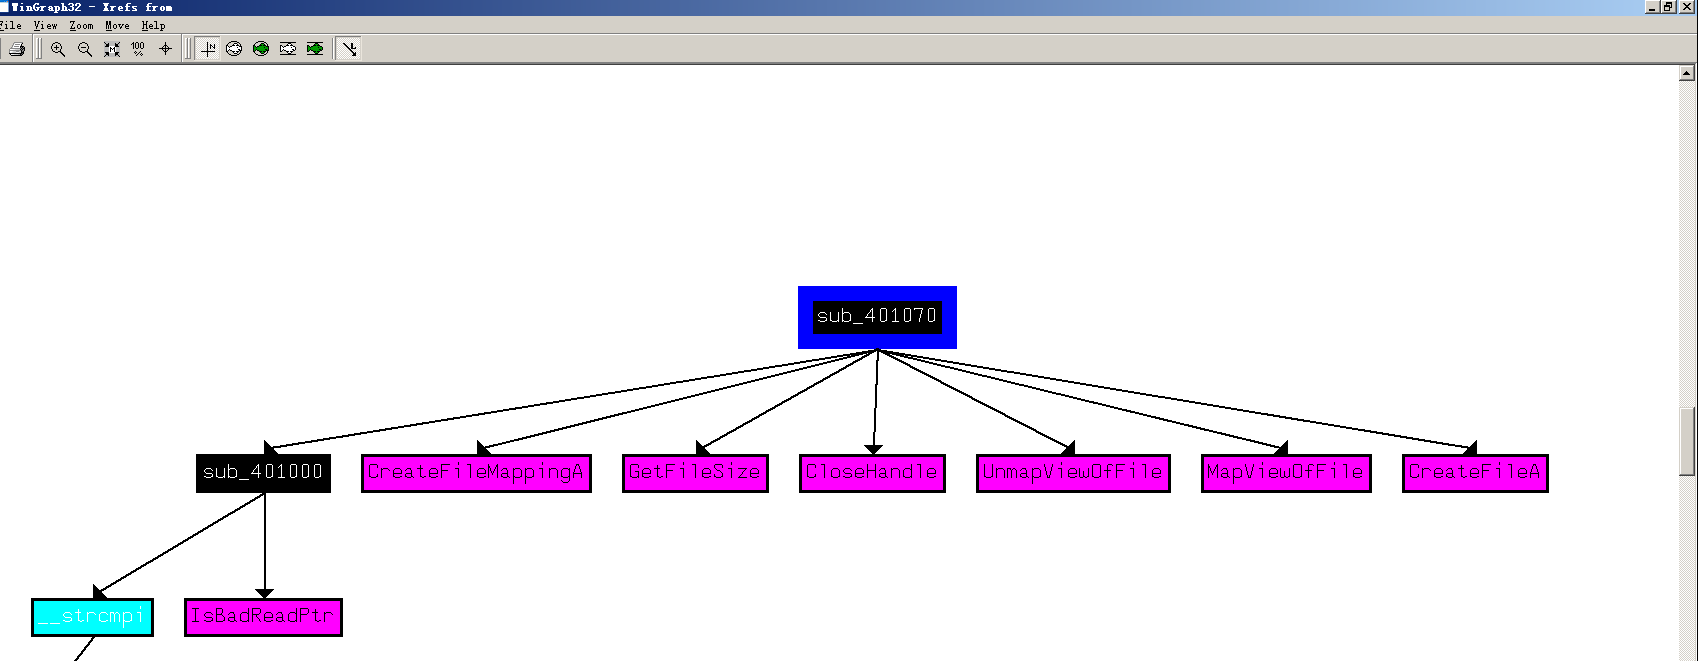 WinGraph32 - Xrefs from
File View Zoom Move Help
100 %
N
sub_401070
sub_401000 CreateFileMappingA GetFileSize CloseHandle UnmapViewOfFile MapViewOfFile CreateFileA
__strcmpi IsBadReadPtr